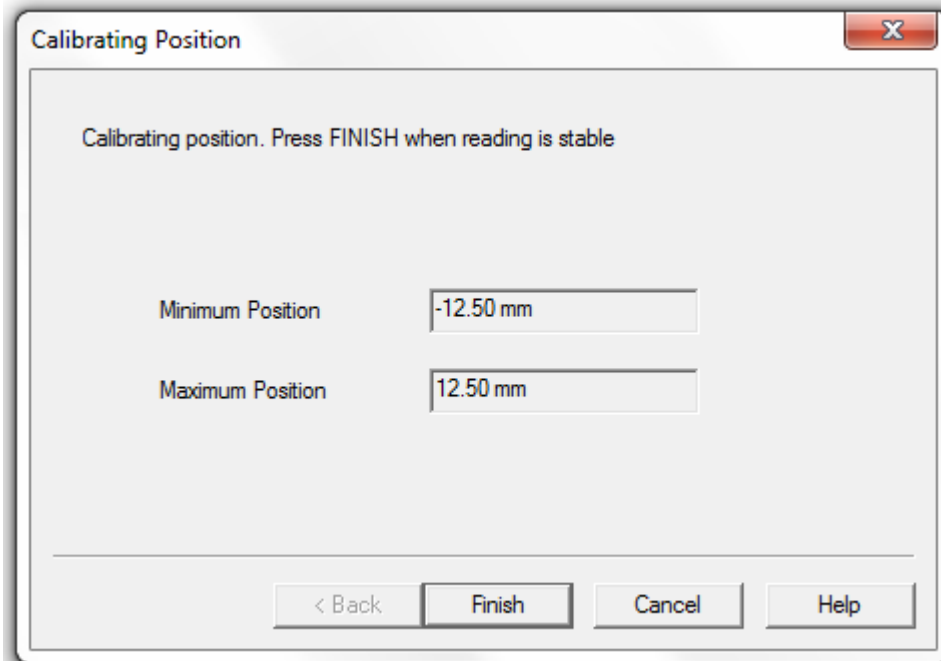 Calibrating Position
Calibrating position. Press FINISH when reading is stable
Minimum Position -12.50 mm
Maximum Position 12.50 mm
< Back Finish Cancel Help